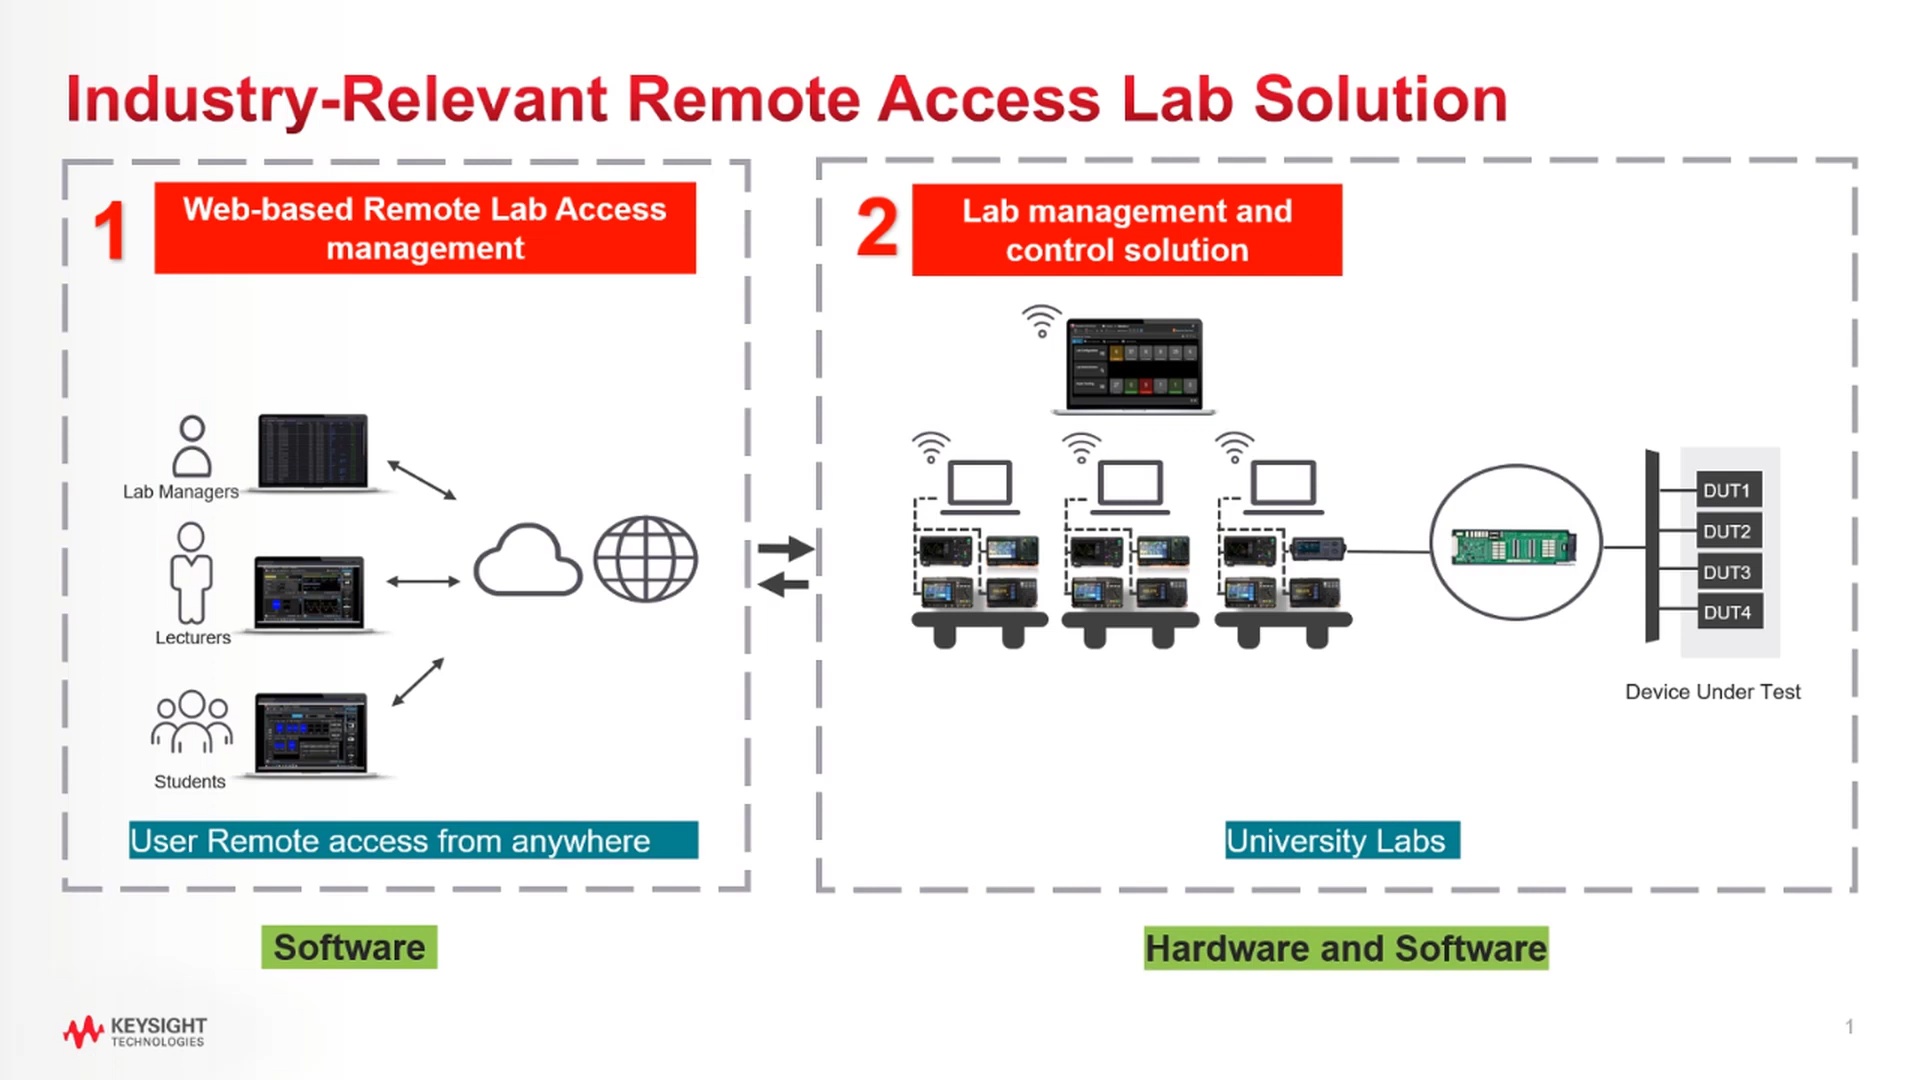 Industry-Relevant Remote Access Lab Solution
1
Web-based Remote Lab Access
management
Lab Managers
Lecturers
Students
User Remote access from anywhere
Software
2
Lab management and
control solution
DUT1
DUT2
DUT3
DUT4
Device Under Test
University Labs
Hardware and Software
KEYSIGHT
TECHNOLOGIES
1